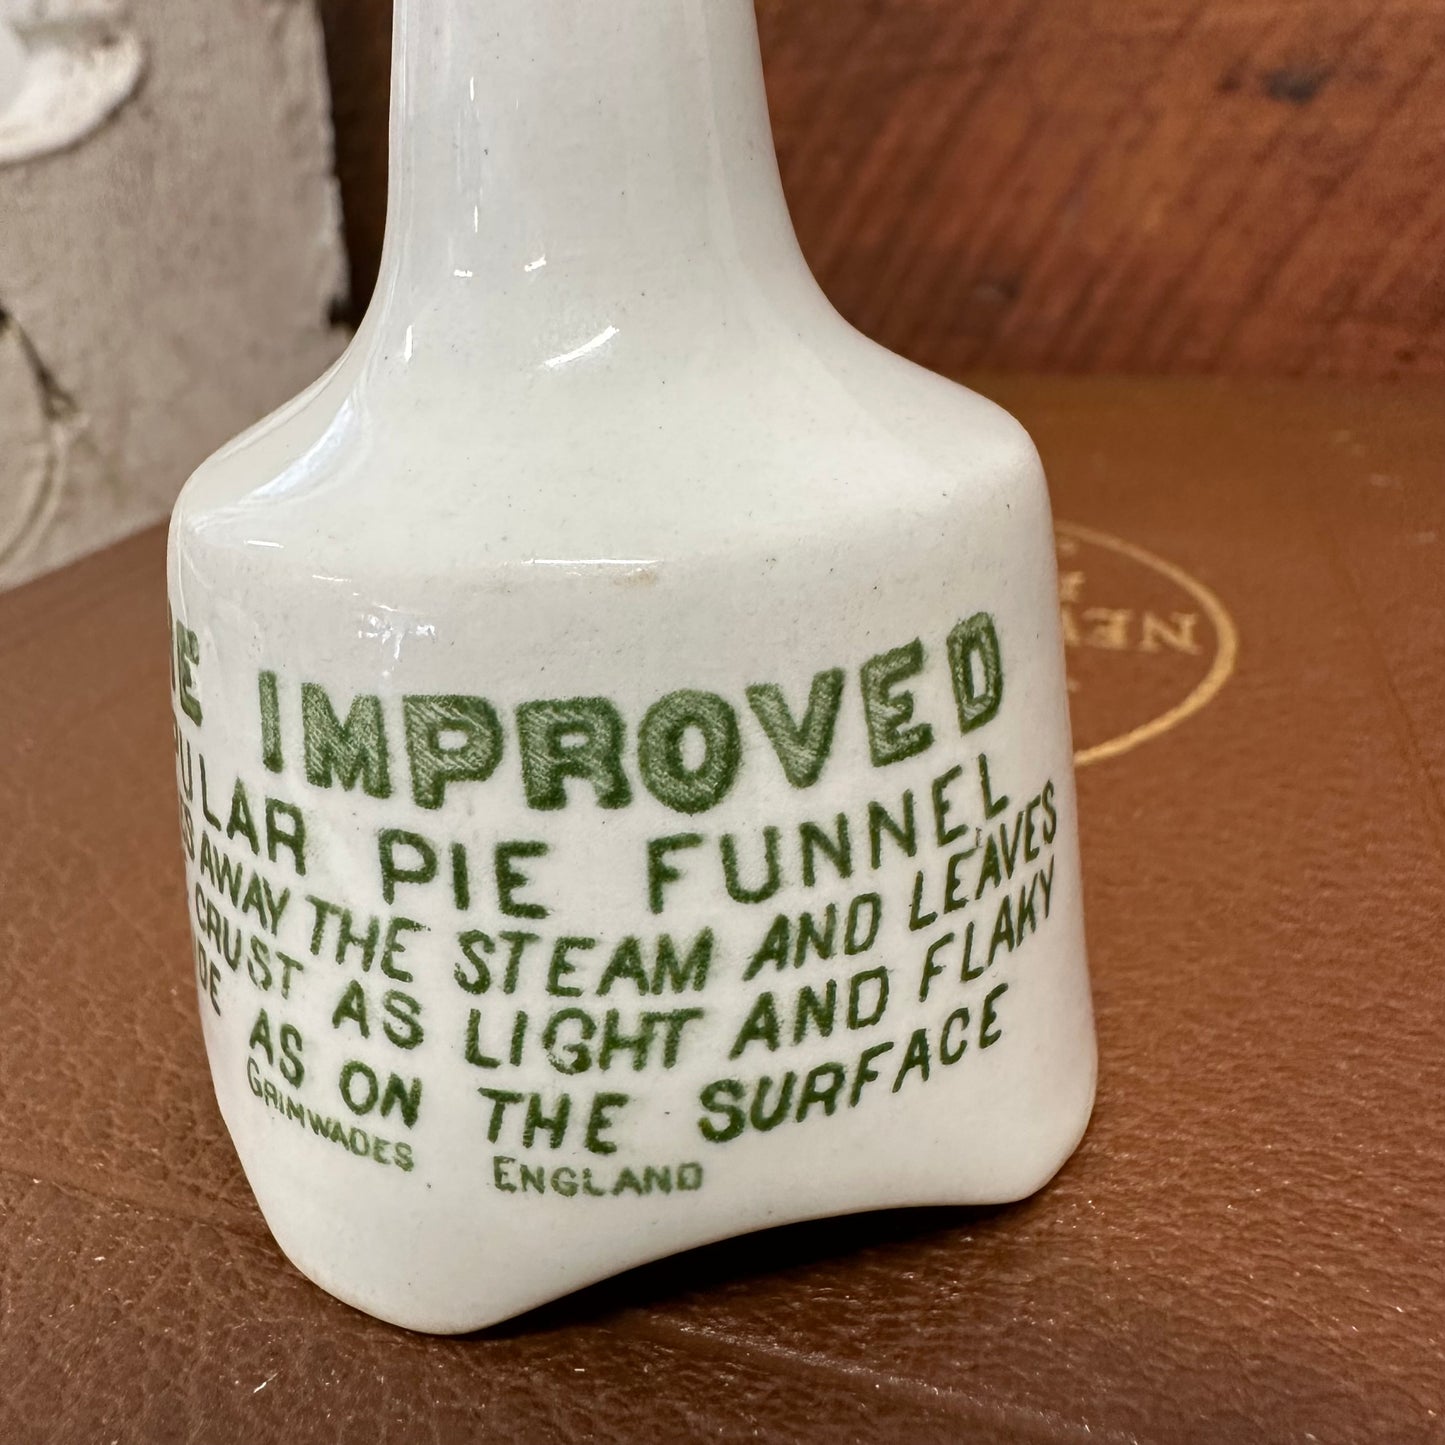 IMPROVED
PIE FUNNEL
AWAY THE STEAM AND LEAVES
CRUST AS LIGHT AND FLAKY
AS ON THE SURFACE
GRIMWADES ENGLAND